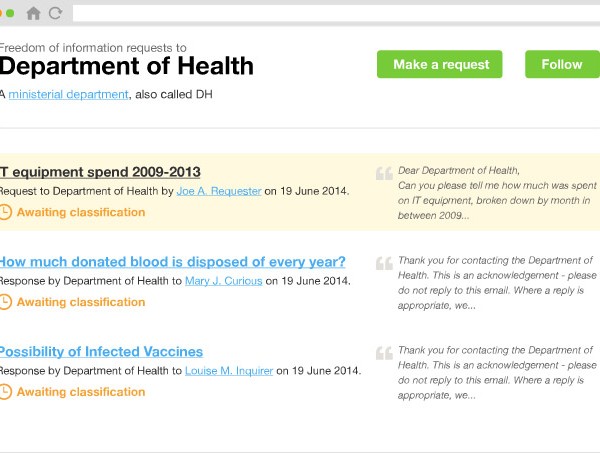 Freedom of information requests to
Department of Health
Make a request
Follow
A ministerial department, also called DH
IT equipment spend 2009-2013
Request to Department of Health by Joe A. Requester on 19 June 2014.
Awaiting classification
Dear Department of Health,
Can you please tell me how much was spent
on IT equipment, broken down by month in
between 2009...
How much donated blood is disposed of every year?
Response by Department of Health to Mary J. Curious on 19 June 2014.
Awaiting classification
Thank you for contacting the Department of
Health. This is an acknowledgement - please
do not reply to this email. Where a reply is
appropriate, we...
Possibility of Infected Vaccines
Response by Department of Health to Louise M. Inquirer on 19 June 2014.
Awaiting classification
Thank you for contacting the Department of
Health. This is an acknowledgement - please
do not reply to this email. Where a reply is
appropriate, we...